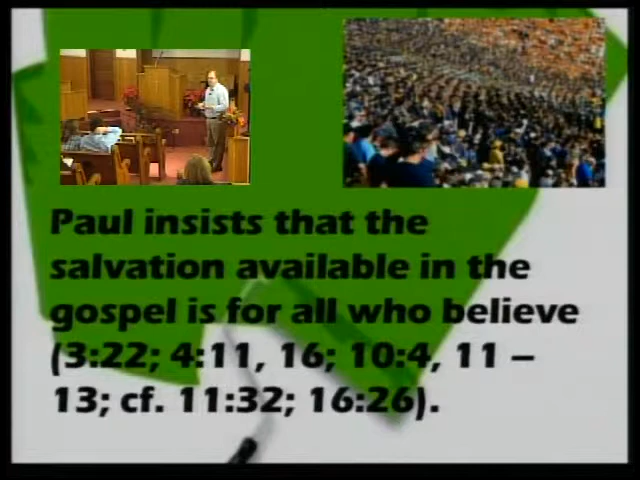 Paul insists that the
salvation available in the
gospel is for all who believe
(3:22; 4:11, 16; 10:4, 11 –
13; cf. 11:32; 16:26).